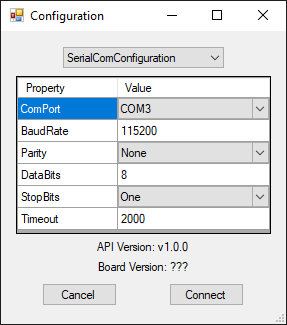 Configuration
SerialComConfiguration
Property Value
ComPort COM3
BaudRate 115200
Parity None
DataBits 8
StopBits One
Timeout 2000
API Version: v1.0.0
Board Version: ???
Cancel Connect